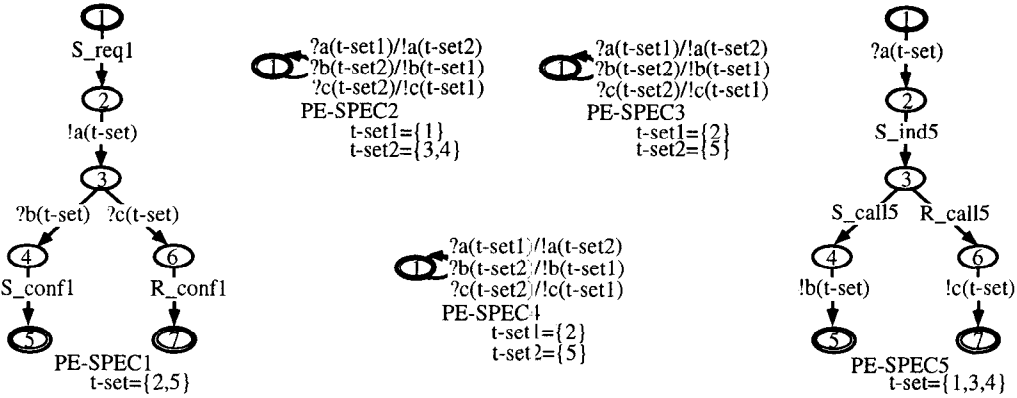 1
S_req1
2
!a(t-set)
3
?b(t-set) ?c(t-set)
4 6
S_conf1 R_conf1
5 7
PE-SPEC1
t-set={2,5}
?a(t-set1)/!a(t-set2)
1 ?b(t-set2)/!b(t-set1)
?c(t-set2)/!c(t-set1)
PE-SPEC2
t-set1={1}
t-set2={3,4}
?a(t-set1)/!a(t-set2)
1 ?b(t-set2)/!b(t-set1)
?c(t-set2)/!c(t-set1)
PE-SPEC3
t-set1={2}
t-set2={5}
?a(t-set1)/!a(t-set2)
1 ?b(t-set2)/!b(t-set1)
?c(t-set2)/!c(t-set1)
PE-SPEC4
t-set1={2}
t-set2={5}
1
?a(t-set)
2
S_ind5
3
S_call5 R_call5
4 6
!b(t-set) !c(t-set)
5 7
PE-SPEC5
t-set={1,3,4}